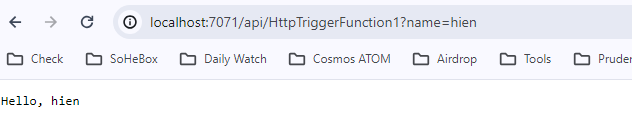 localhost:7071/api/HttpTriggerFunction1?name=hien
Check SoHeBox Daily Watch Cosmos ATOM Airdrop Tools
Hello, hien